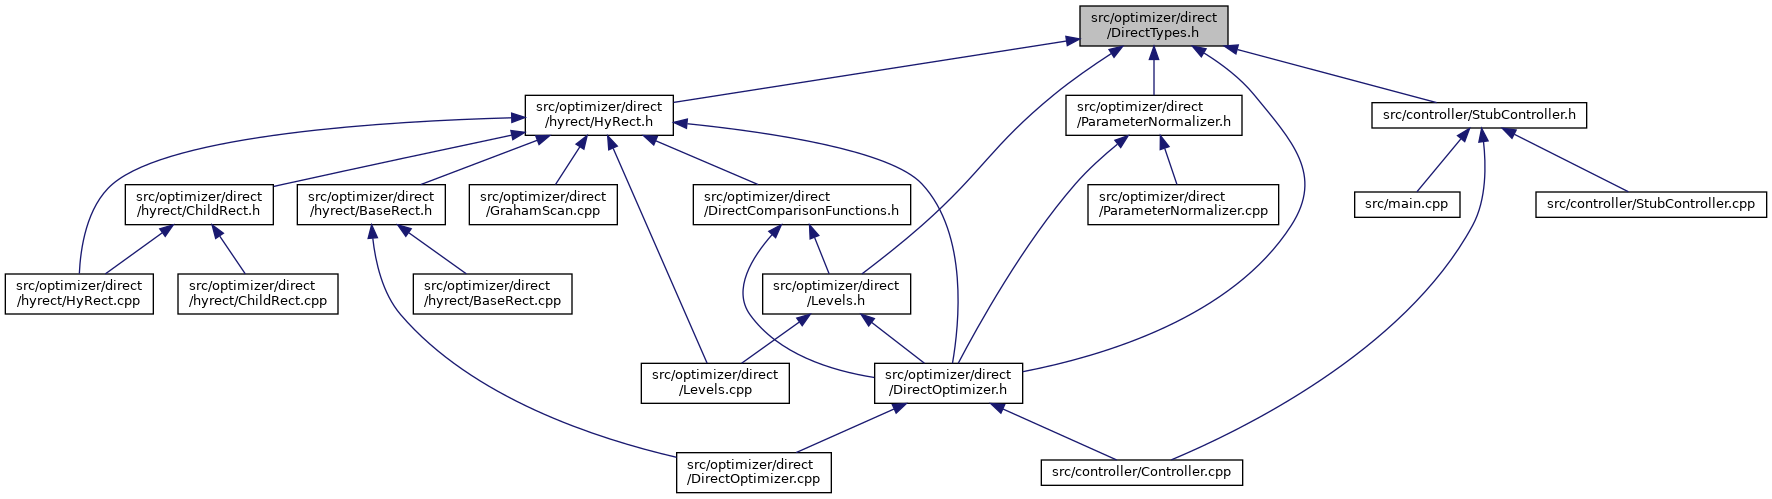 src/optimizer/direct
/DirectTypes.h
src/optimizer/direct
/hyrect/HyRect.h
src/optimizer/direct
/ParameterNormalizer.h
src/controller/StubController.h
src/optimizer/direct
/hyrect/ChildRect.h
src/optimizer/direct
/hyrect/BaseRect.h
src/optimizer/direct
/GrahamScan.cpp
src/optimizer/direct
/DirectComparisonFunctions.h
src/optimizer/direct
/ParameterNormalizer.cpp
src/main.cpp
src/controller/StubController.cpp
src/optimizer/direct
/hyrect/HyRect.cpp
src/optimizer/direct
/hyrect/ChildRect.cpp
src/optimizer/direct
/hyrect/BaseRect.cpp
src/optimizer/direct
/Levels.h
src/optimizer/direct
/Levels.cpp
src/optimizer/direct
/DirectOptimizer.h
src/optimizer/direct
/DirectOptimizer.cpp
src/controller/Controller.cpp